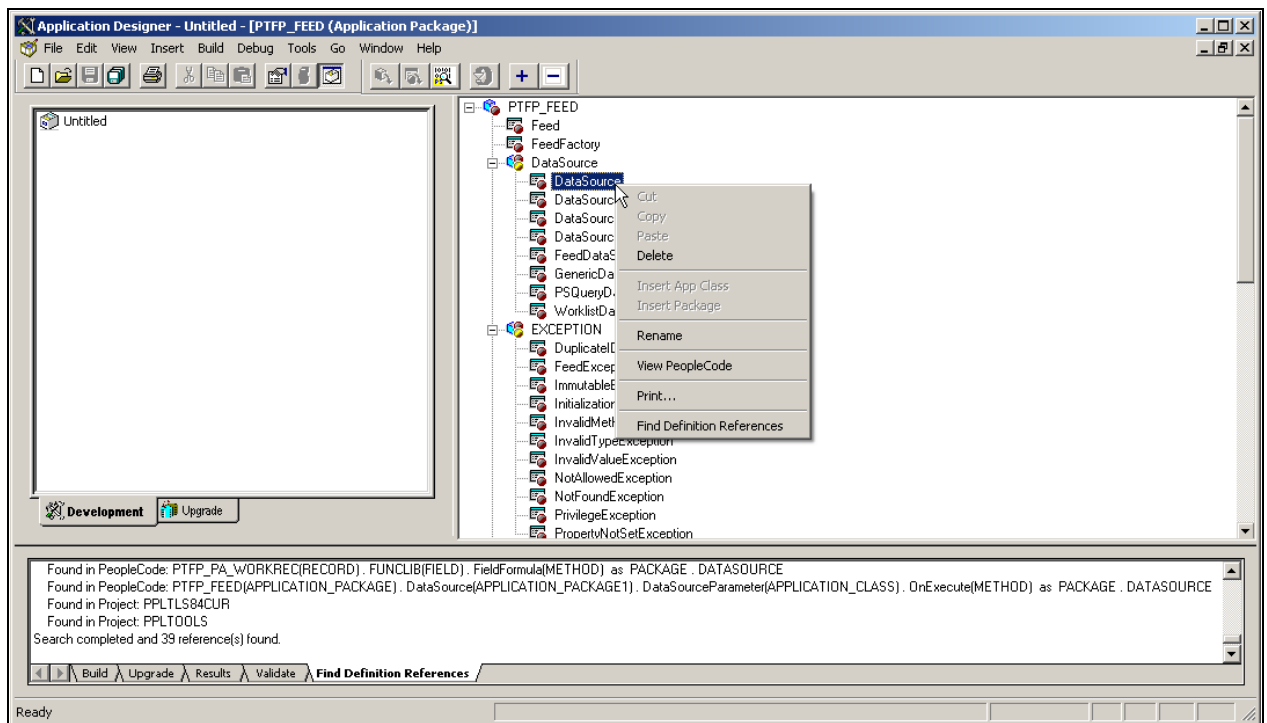 Application Designer - Untitled - [PTFP_FEED (Application Package)]
File Edit View Insert Build Debug Tools Go Window Help
Untitled
Development
Upgrade
PTFP_FEED
Feed
FeedFactory
DataSource
DataSource
DataSourc
DataSourc
DataSourc
FeedDataS
GenericDa
PSQueryD
WorklistDa
EXCEPTION
DuplicateI
FeedExcep
ImmutableE
Initialization
InvalidMeth
InvalidTypeException
InvalidValueException
NotAllowedException
NotFoundException
PrivilegeException
PropertyNotSetException
Cut
Copy
Paste
Delete
Insert App Class
Insert Package
Rename
View PeopleCode
Print...
Find Definition References
Found in PeopleCode: PTFP_PA_WORKREC(RECORD) . FUNCLIB(FIELD) . FieldFormula(METHOD) as PACKAGE . DATASOURCE
Found in PeopleCode: PTFP_FEED(APPLICATION_PACKAGE) . DataSource(APPLICATION_PACKAGE1) . DataSourceParameter(APPLICATION_CLASS) . OnExecute(METHOD) as PACKAGE . DATASOURCE
Found in Project: PPLTLS84CUR
Found in Project: PPLTOOLS
Search completed and 39 reference(s) found.
Build Upgrade Results Validate Find Definition References
Ready